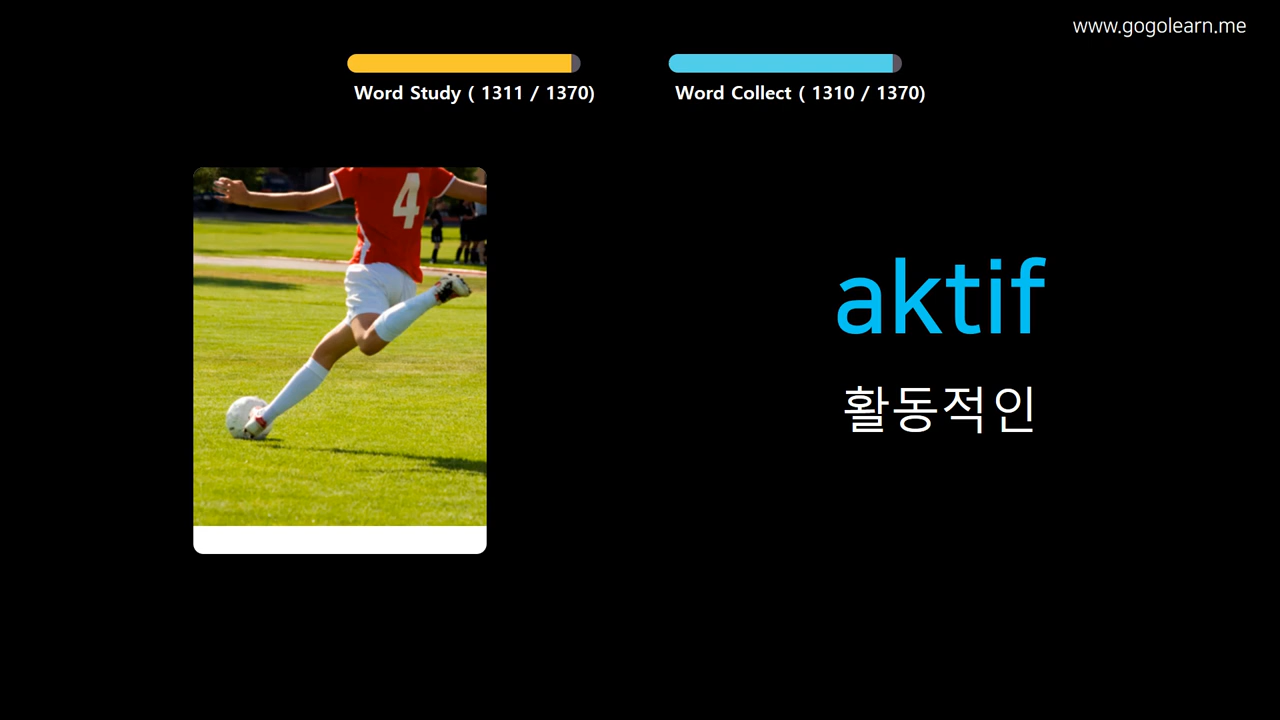 www.gogolearn.me
Word Study ( 1311 / 1370)
Word Collect ( 1310 / 1370)
4
aktif
활동적인